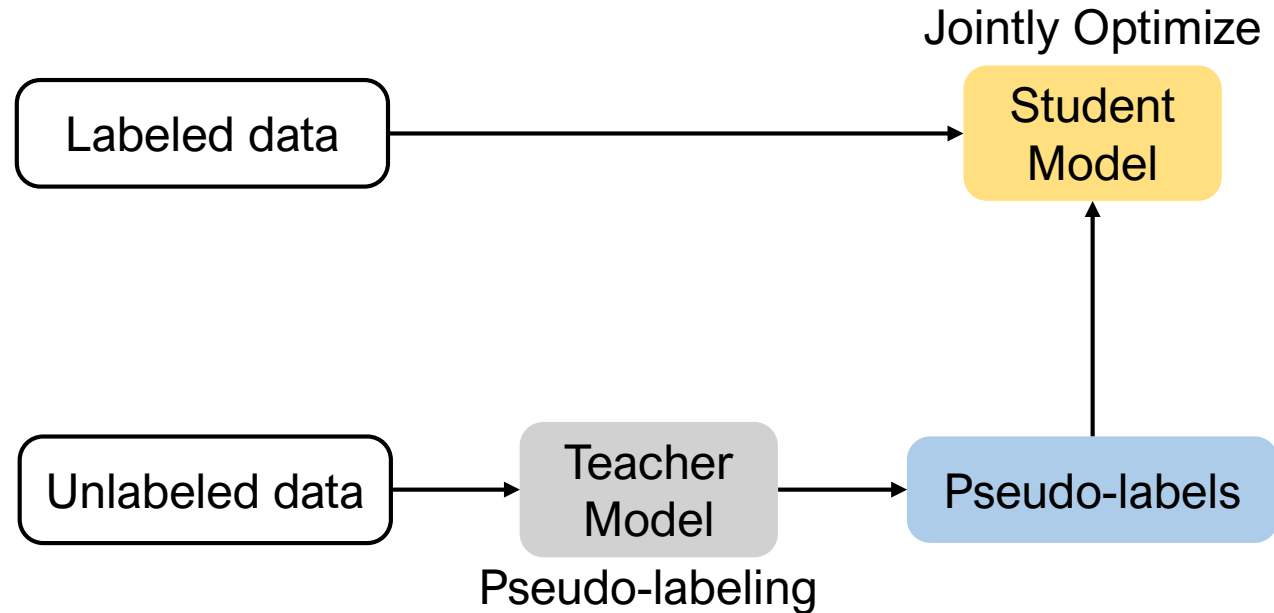 Jointly Optimize
Labeled data
Student
Model
Unlabeled data
Teacher
Model
Pseudo-labels
Pseudo-labeling